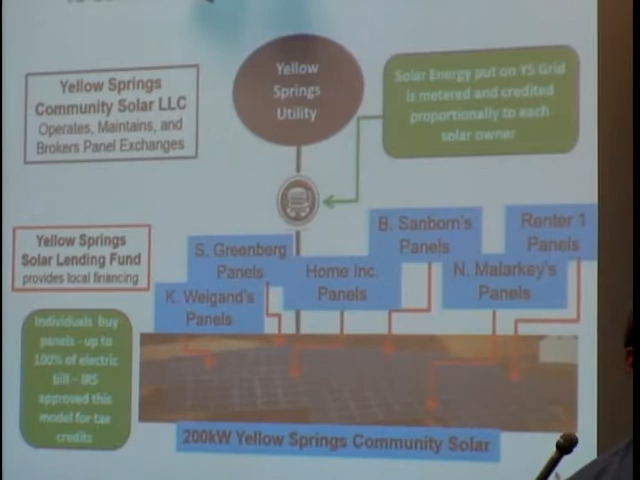 Yellow
Springs
Utility
Solar Energy put on YS Grid
is metered and credited
proportionally to each
solar owner
Yellow Springs
Community Solar LLC
Operates, Maintains, and
Brokers Panel Exchanges
B. Sanborn's
Panels
Renter 1
Panels
Yellow Springs
Solar Lending Fund
provides local financing
S. Greenberg
Panels
Home Inc.
Panels
N. Malarkey's
Panels
K. Weigand's
Panels
Individuals buy
panels - up to
100% of electric
bill - IRS
approved this
model for tax
credits
200kW Yellow Springs Community Solar